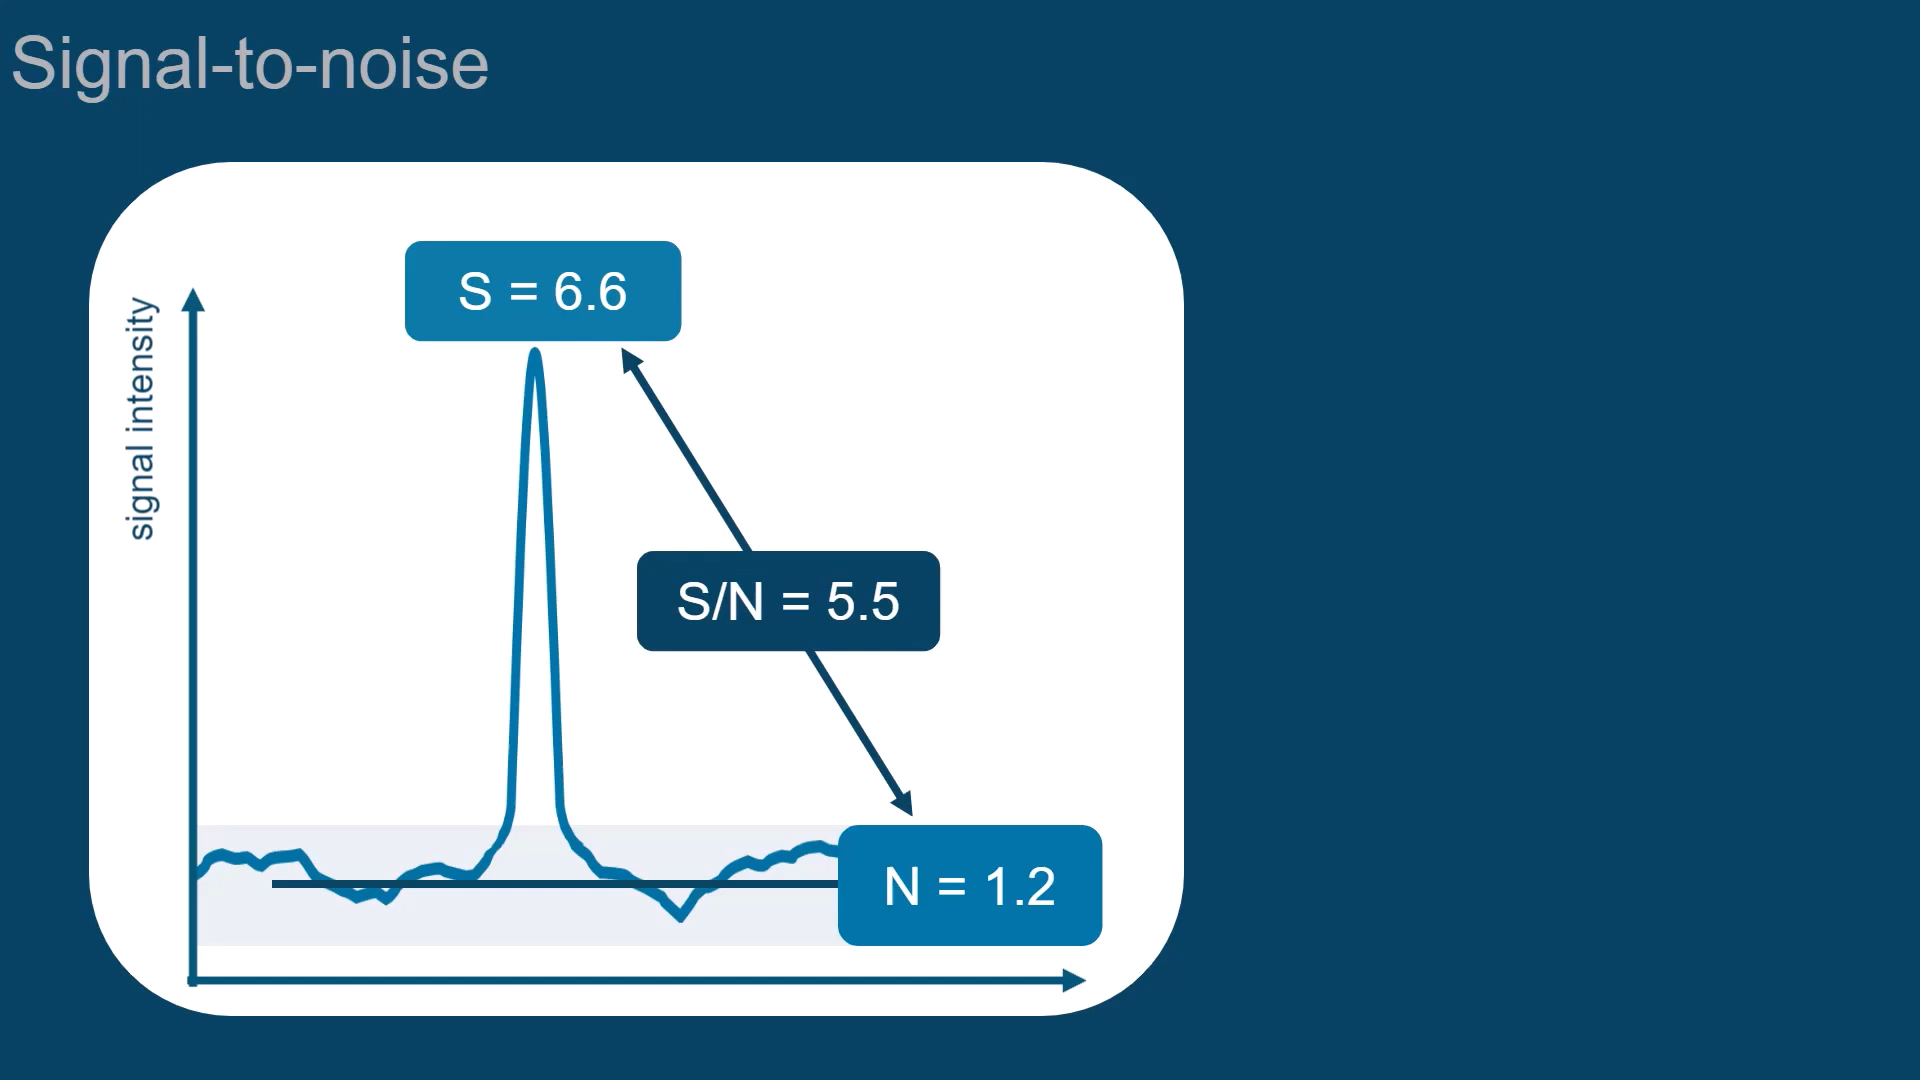 Signal-to-noise
signal intensity
S = 6.6
S/N = 5.5
N = 1.2